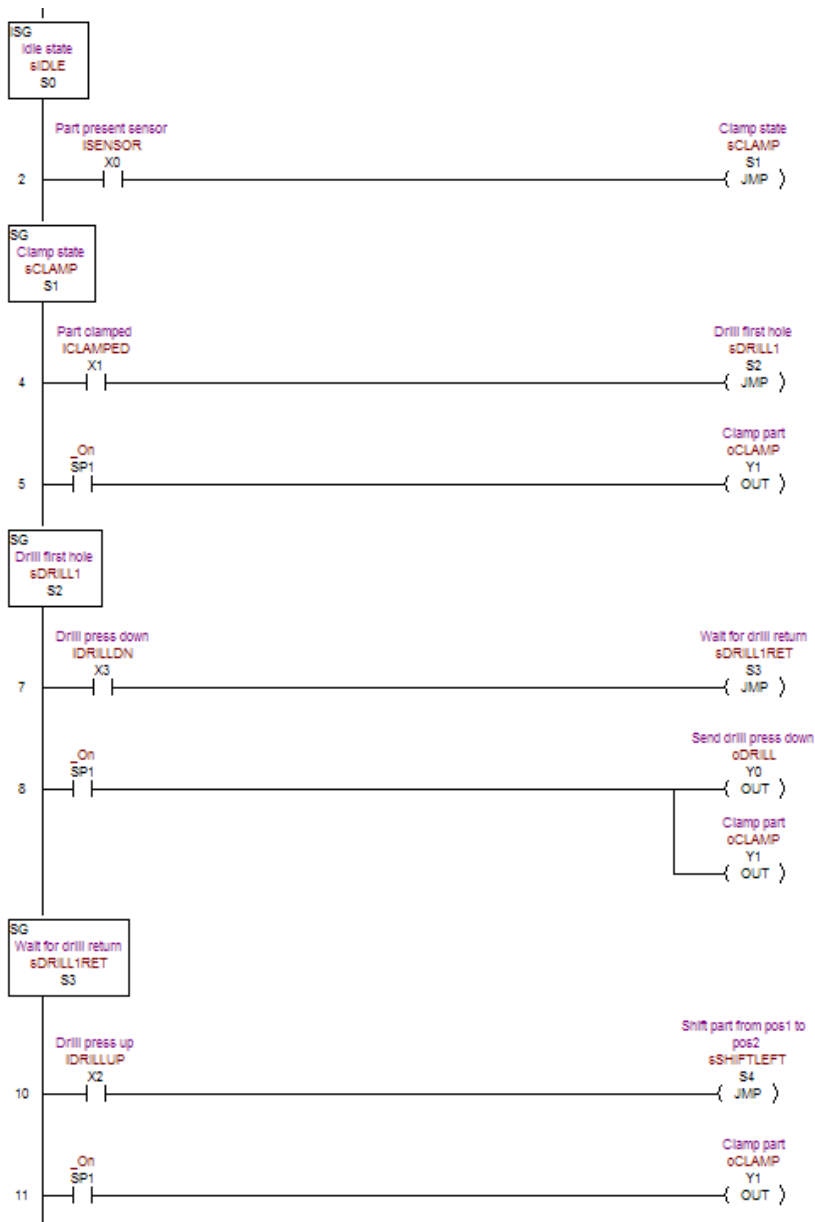 ISG
Idle state
sIDLE
S0
Part present sensor
ISENSOR
X0
Clamp state
sCLAMP
S1
2
JMP
SG
Clamp state
sCLAMP
S1
Part clamped
ICLAMPED
X1
Drill first hole
sDRILL1
S2
4
JMP
_On
SP1
Clamp part
oCLAMP
Y1
5
OUT
SG
Drill first hole
sDRILL1
S2
Drill press down
IDRILLDN
X3
Wait for drill return
sDRILL1RET
S3
7
JMP
_On
SP1
Send drill press down
oDRILL
Y0
8
OUT
Clamp part
oCLAMP
Y1
OUT
SG
Wait for drill return
sDRILL1RET
S3
Drill press up
IDRILLUP
X2
Shift part from pos1 to
pos2
sSHIFTLEFT
S4
10
JMP
_On
SP1
Clamp part
oCLAMP
Y1
11
OUT